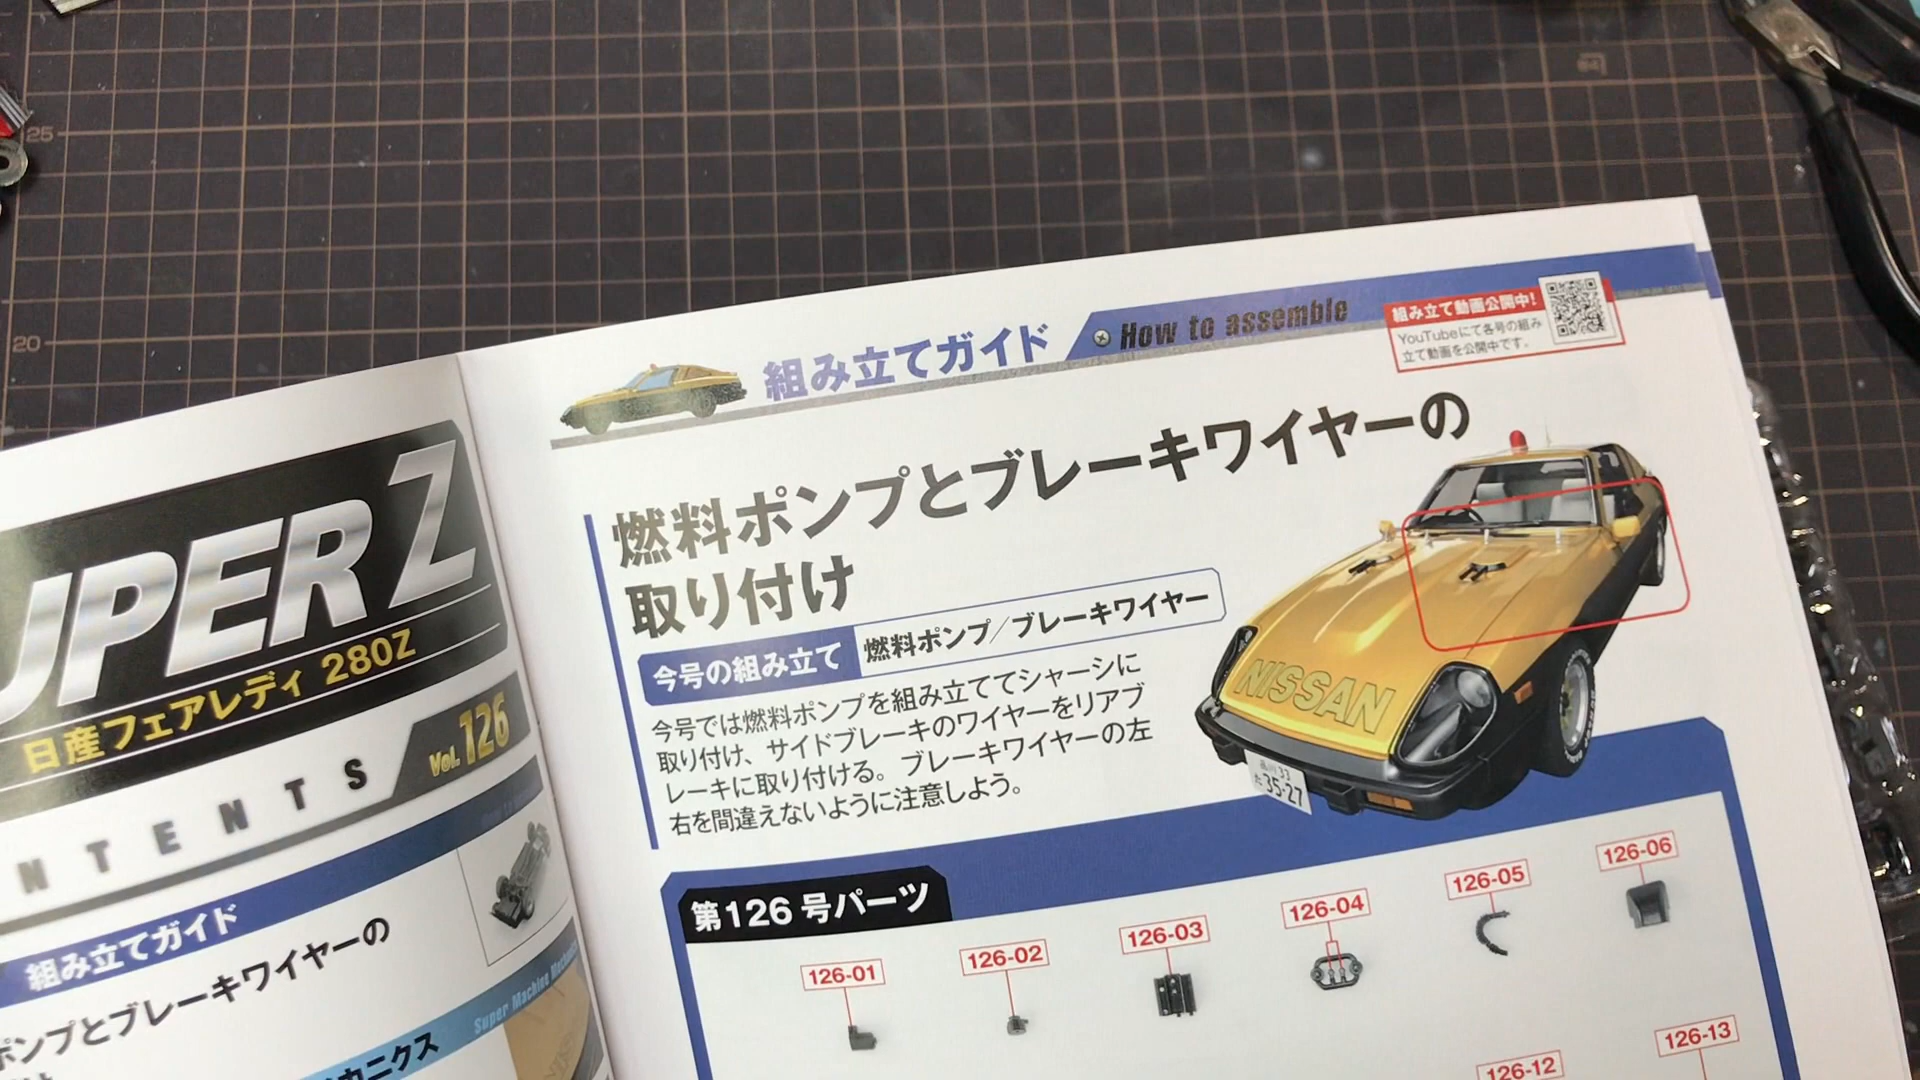 25
20
UPER Z
日産フェアレディ 280Z
Vol. 126
NTENTS
組み立てガイド
ポンプとブレーキワイヤーの
カニクス
組み立てガイド
How to assemble
組み立て動画公開中!
YouTubeにて各号の組み
立て動画を公開中です。
燃料ポンプとブレーキワイヤーの
取り付け
今号の組み立て 燃料ポンプ/ブレーキワイヤー
今号では燃料ポンプを組み立ててシャーシに
取り付け、サイドブレーキのワイヤーをリアブ
レーキに取り付ける。ブレーキワイヤーの左
右を間違えないように注意しよう。
NISSAN
33
35-27
第126号パーツ
126-01
126-02
126-03
126-04
126-05
126-06
126-12
126-13